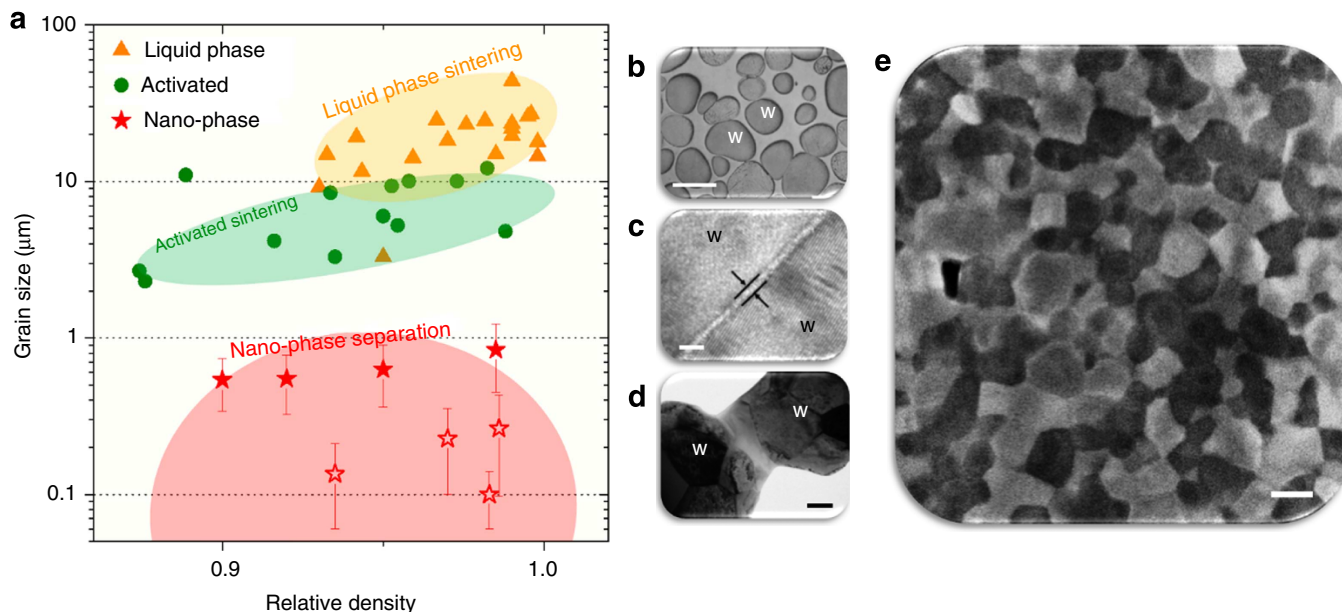 a
100
10
1
0.1
Grain size (μm)
Liquid phase
Activated
Nano-phase
Liquid phase sintering
Activated sintering
Nano-phase separation
0.9
1.0
Relative density
b
W
W
c
W
W
d
W
W
e